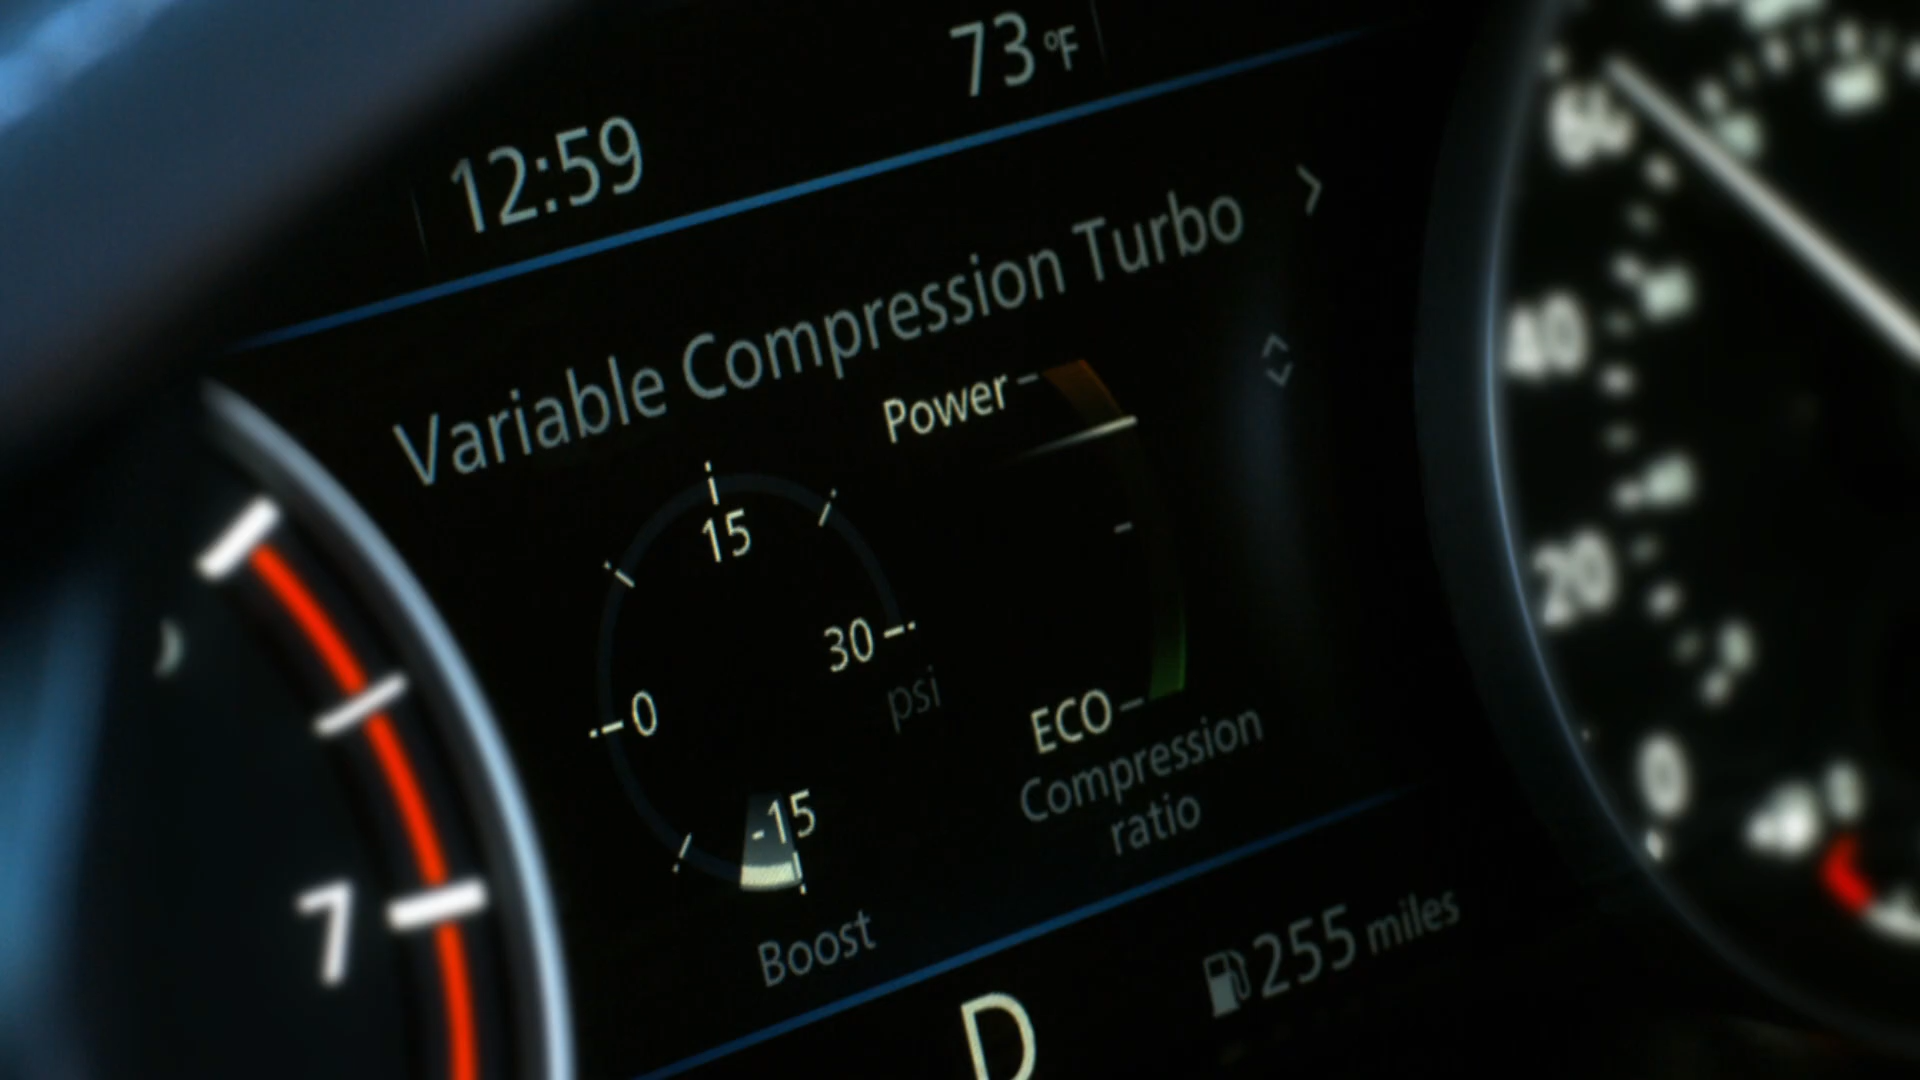 73 °F
12:59
Variable Compression Turbo
Power
15
30
psi
0
ECO
-15
Compression
ratio
Boost
255 miles
D
7
60
40
20
0